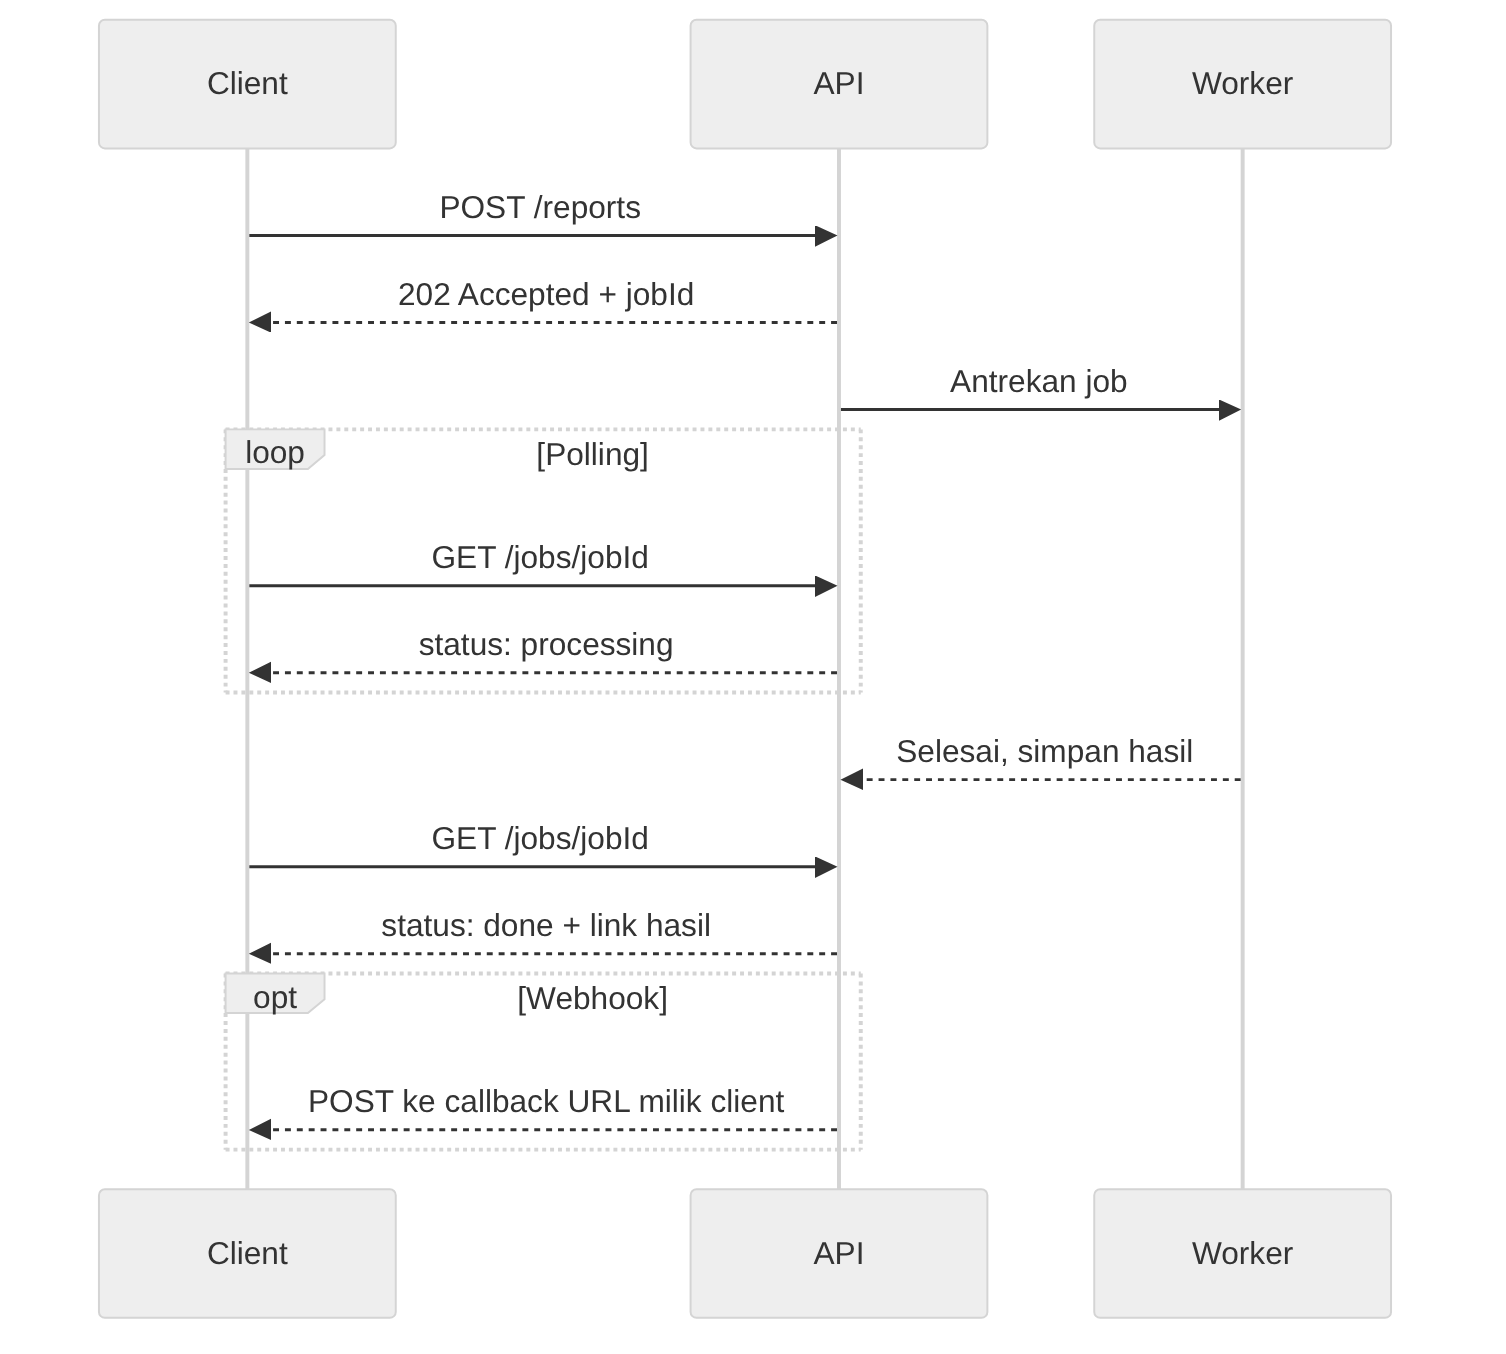 Client
API
Worker
POST /reports
202 Accepted + jobId
Antrekan job
loop
[Polling]
GET /jobs/jobId
status: processing
Selesai, simpan hasil
GET /jobs/jobId
status: done + link hasil
opt
[Webhook]
POST ke callback URL milik client
Client
API
Worker